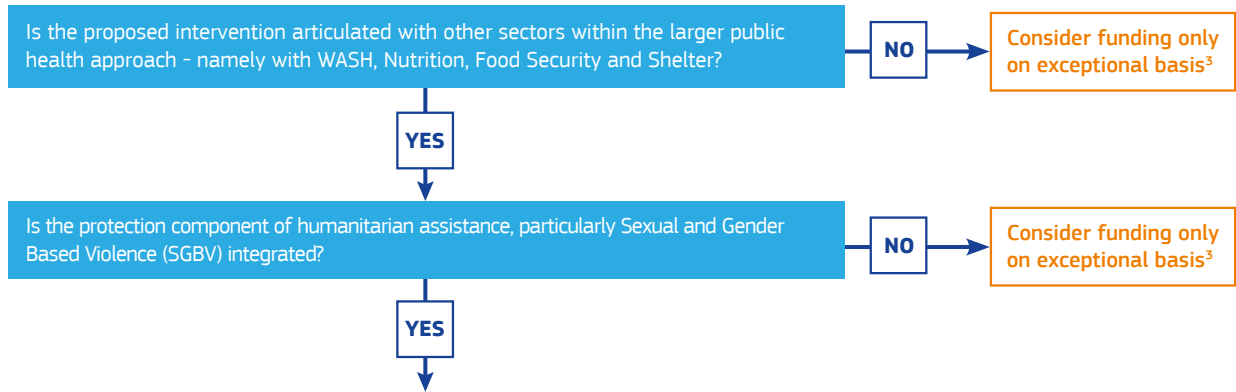 Is the proposed intervention articulated with other sectors within the larger public
health approach - namely with WASH, Nutrition, Food Security and Shelter?
NO
Consider funding only
on exceptional basis³
YES
Is the protection component of humanitarian assistance, particularly Sexual and Gender
Based Violence (SGBV) integrated?
NO
Consider funding only
on exceptional basis³
YES